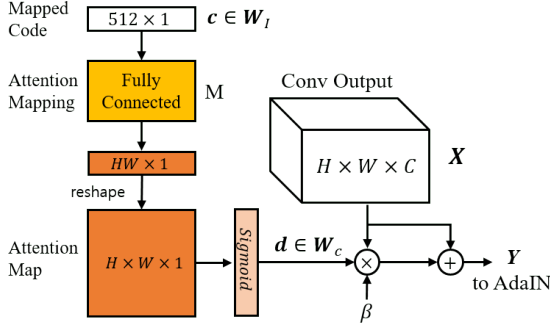 Mapped
Code
512 × 1
c ∈ W_I
Attention
Mapping
Fully
Connected
M
Conv Output
HW × 1
H × W × C
X
reshape
Attention
Map
H × W × 1
Sigmoid
d ∈ W_c
×
+
Y
to AdaIN
β